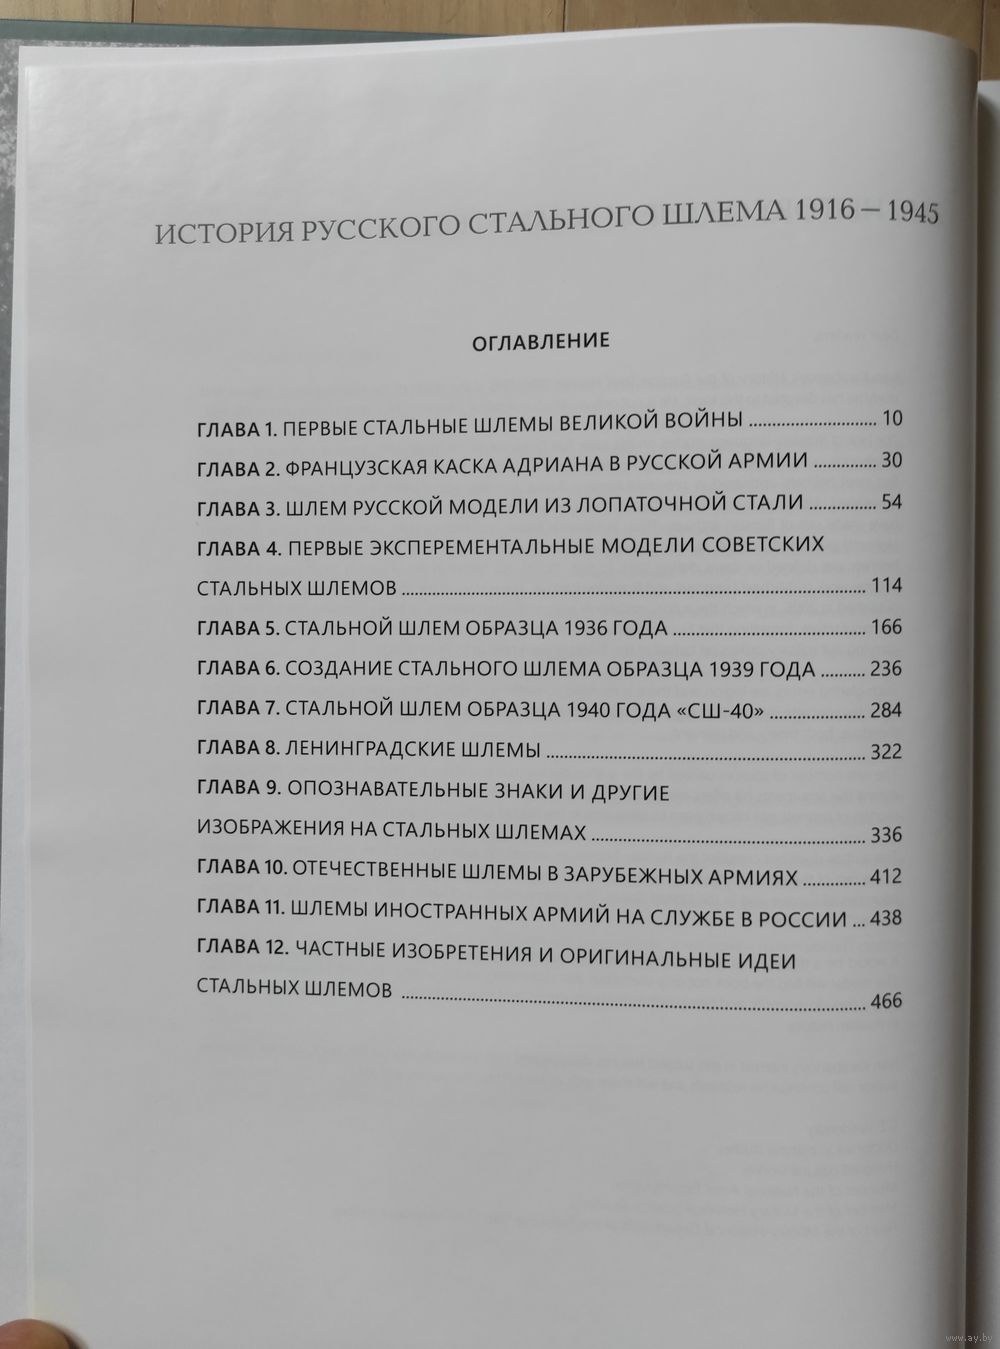 ИСТОРИЯ РУССКОГО СТАЛЬНОГО ШЛЕМА 1916 – 1945
ОГЛАВЛЕНИЕ
ГЛАВА 1. ПЕРВЫЕ СТАЛЬНЫЕ ШЛЕМЫ ВЕЛИКОЙ ВОЙНЫ ........................... 10
ГЛАВА 2. ФРАНЦУЗСКАЯ КАСКА АДРИАНА В РУССКОЙ АРМИИ ............. 30
ГЛАВА 3. ШЛЕМ РУССКОЙ МОДЕЛИ ИЗ ЛОПАТОЧНОЙ СТАЛИ .............. 54
ГЛАВА 4. ПЕРВЫЕ ЭКСПЕРЕМЕНТАЛЬНЫЕ МОДЕЛИ СОВЕТСКИХ
СТАЛЬНЫХ ШЛЕМОВ ........................................ 114
ГЛАВА 5. СТАЛЬНОЙ ШЛЕМ ОБРАЗЦА 1936 ГОДА ........................................ 166
ГЛАВА 6. СОЗДАНИЕ СТАЛЬНОГО ШЛЕМА ОБРАЗЦА 1939 ГОДА .......... 236
ГЛАВА 7. СТАЛЬНОЙ ШЛЕМ ОБРАЗЦА 1940 ГОДА «СШ-40» .................... 284
ГЛАВА 8. ЛЕНИНГРАДСКИЕ ШЛЕМЫ ........................................ 322
ГЛАВА 9. ОПОЗНАВАТЕЛЬНЫЕ ЗНАКИ И ДРУГИЕ
ИЗОБРАЖЕНИЯ НА СТАЛЬНЫХ ШЛЕМАХ ........................................ 336
ГЛАВА 10. ОТЕЧЕСТВЕННЫЕ ШЛЕМЫ В ЗАРУБЕЖНЫХ АРМИЯХ ............. 412
ГЛАВА 11. ШЛЕМЫ ИНОСТРАННЫХ АРМИЙ НА СЛУЖБЕ В РОССИИ ... 438
ГЛАВА 12. ЧАСТНЫЕ ИЗОБРЕТЕНИЯ И ОРИГИНАЛЬНЫЕ ИДЕИ
СТАЛЬНЫХ ШЛЕМОВ ........................................ 466
www.ay.by